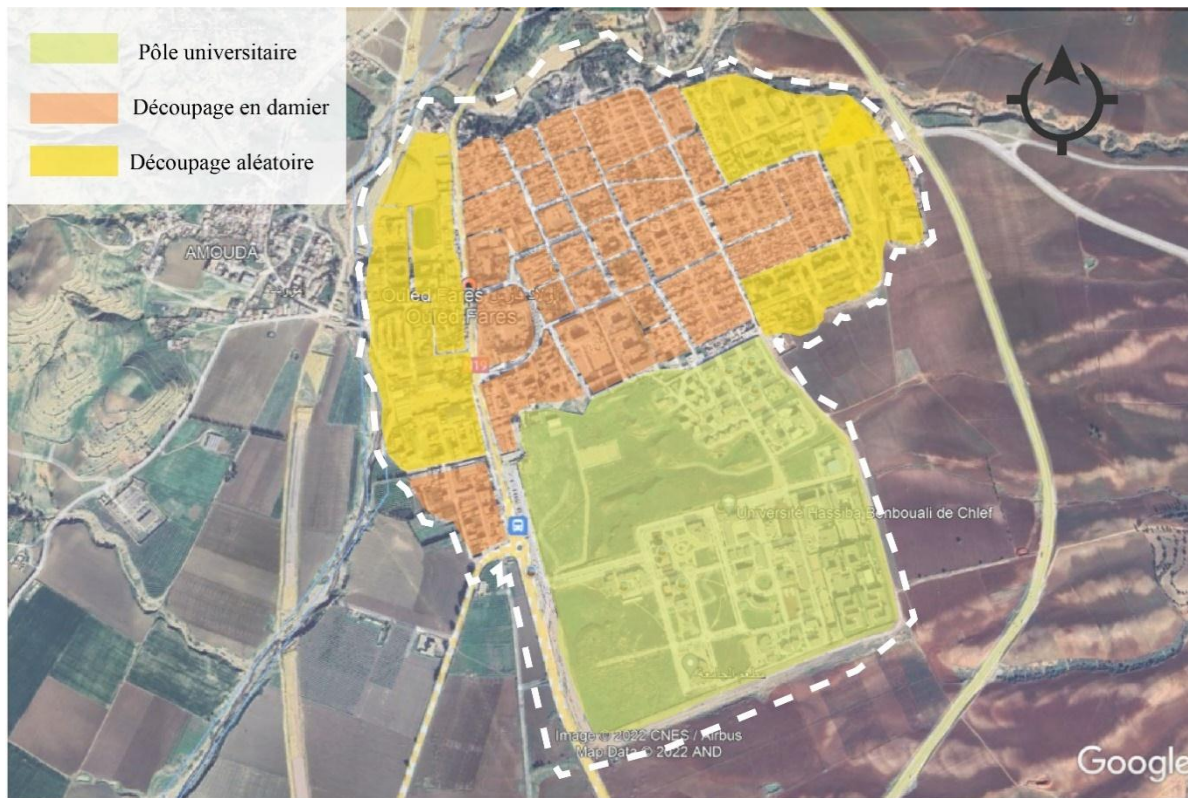 Pôle universitaire
Découpage en damier
Découpage aléatoire
AMOUDA
Ouled Fares
Ouled Fares
Université Hassiba Benbouali de Chlef
Image © 2022 CNES / Airbus
Map Data © 2022 AND
Google